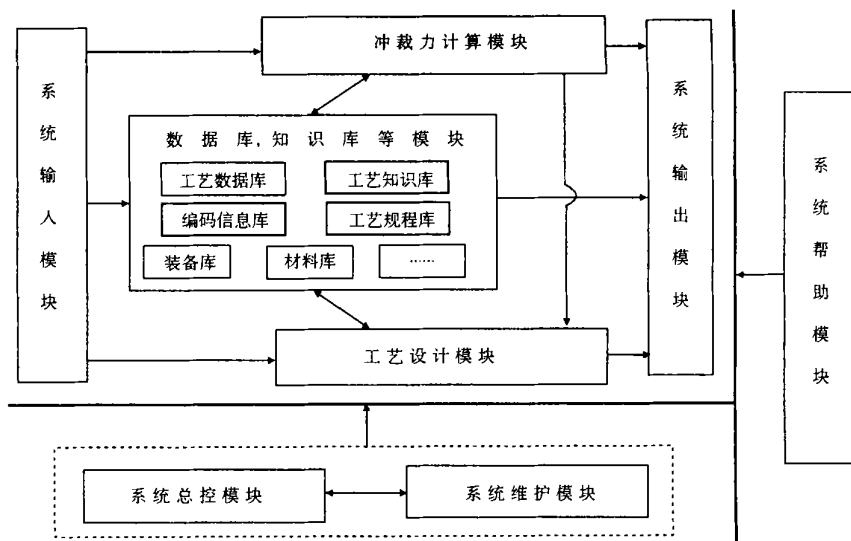 冲裁力计算模块
系统输人模块
数据库,知识库等模块
工艺数据库
工艺知识库
编码信息库
工艺规程库
装备库
材料库
……
工艺设计模块
系统输出模块
系统帮助模块
系统总控模块
系统维护模块